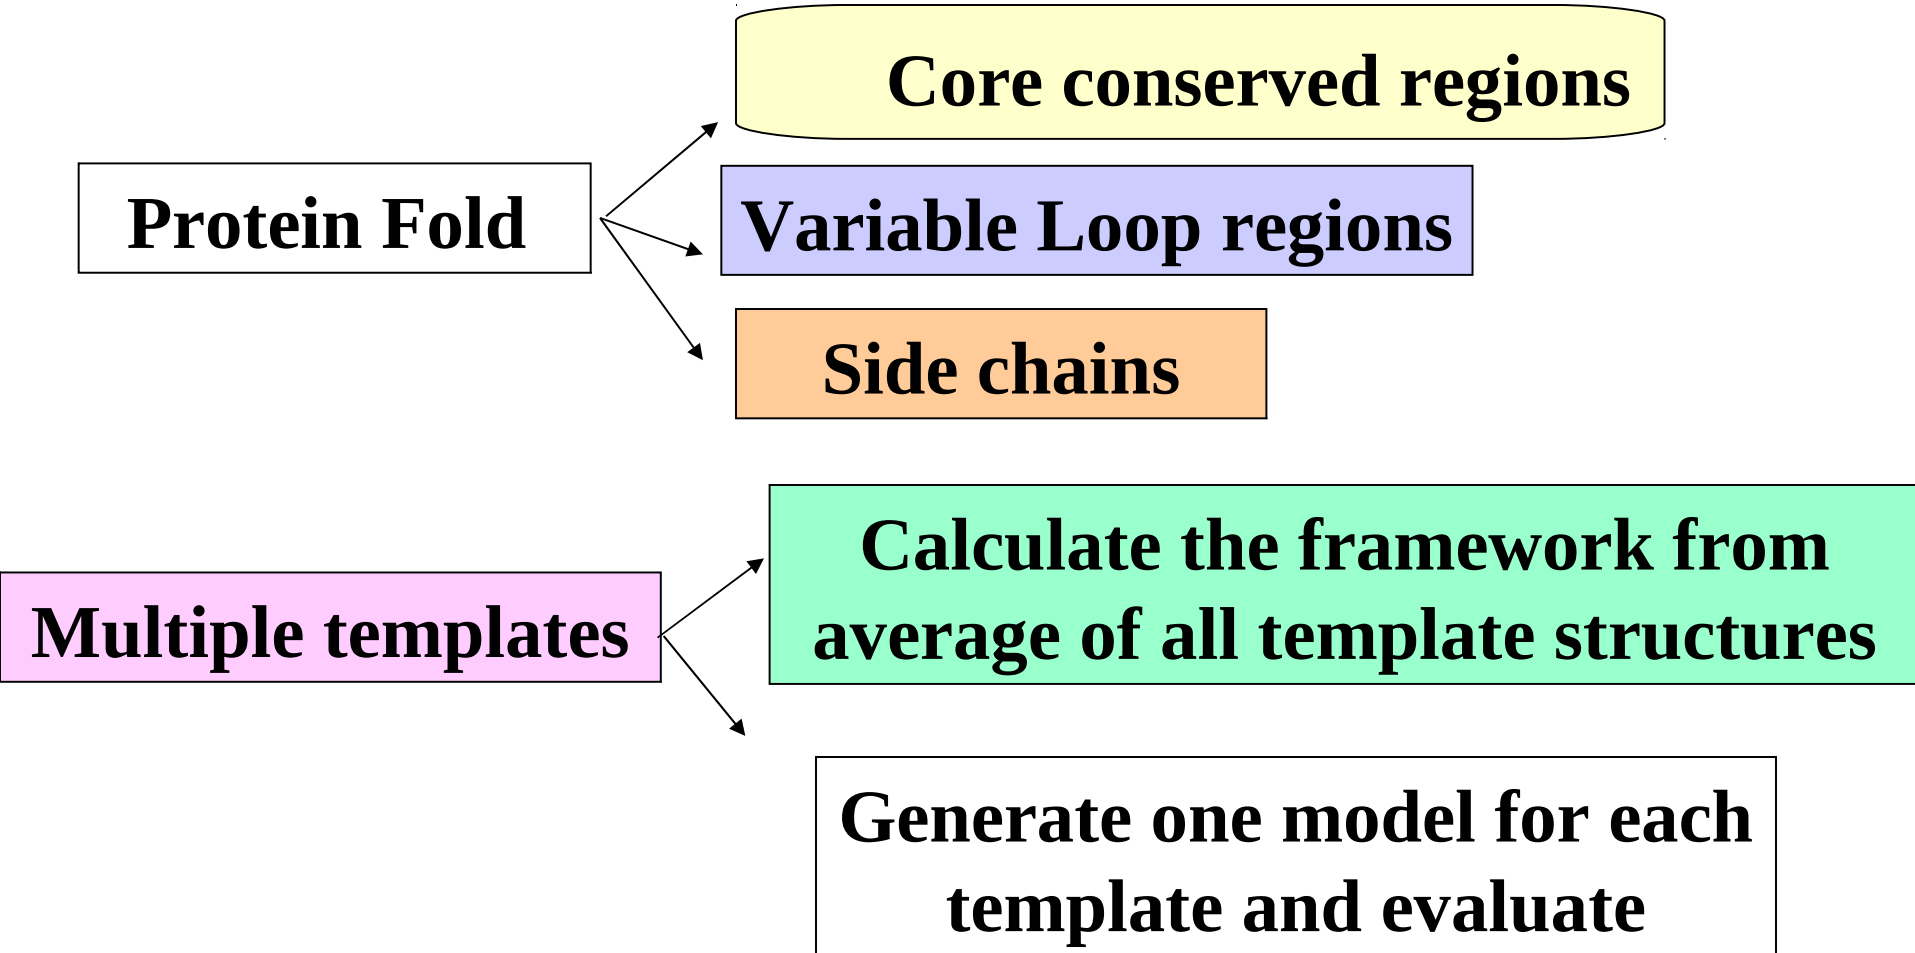 Core conserved regions
Protein Fold
Variable Loop regions
Side chains
Calculate the framework from
average of all template structures
Multiple templates
Generate one model for each
template and evaluate